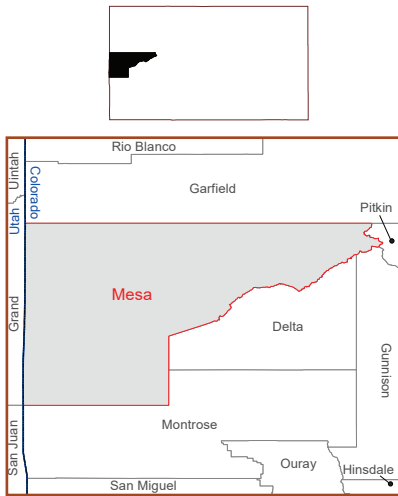 Rio Blanco
Uintah
Colorado
Garfield
Utah
Pitkin
Mesa
Grand
Delta
Gunnison
Montrose
San Juan
Ouray
Hinsdale
San Miguel